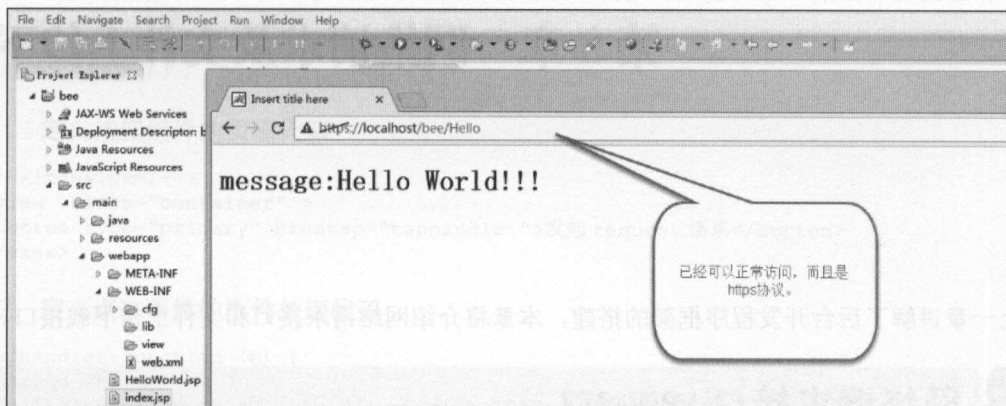 File Edit Navigate Search Project Run Window Help
Project Explorer
bee
JAX-WS Web Services
Deployment Descriptor: b
Java Resources
JavaScript Resources
src
main
java
resources
webapp
META-INF
WEB-INF
cfg
lib
view
web.xml
HelloWorld.jsp
index.jsp
Insert title here
https://localhost/bee/Hello
message:Hello World!!!
已经可以正常访问，而且是
https协议。